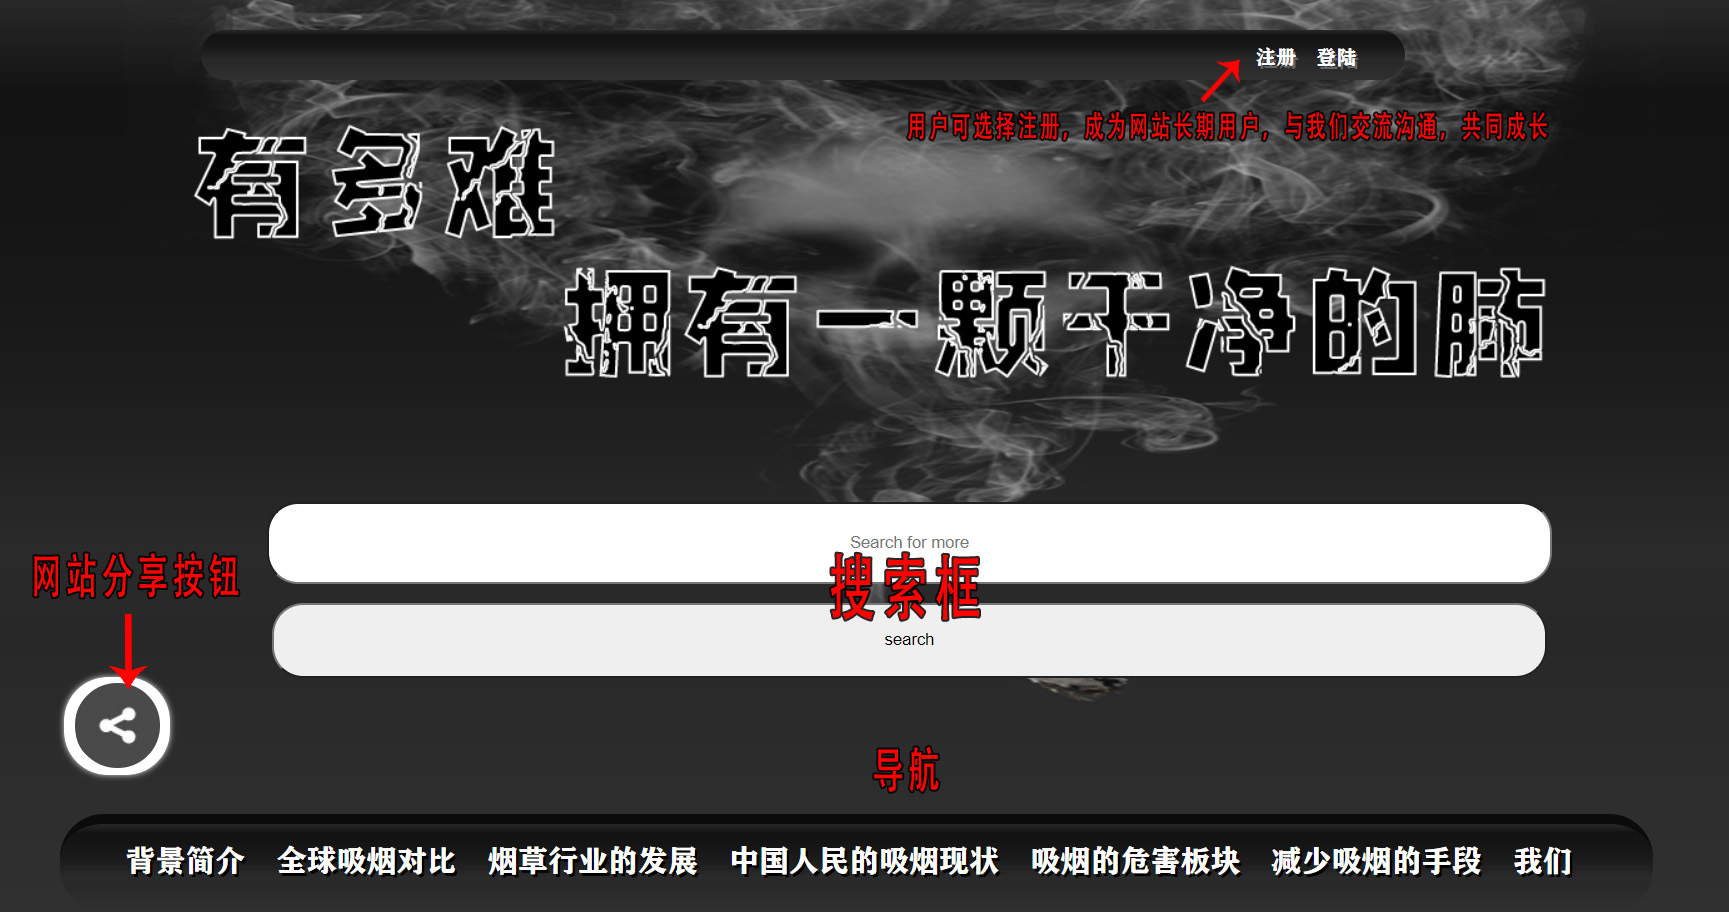 注册 登陆
用户可选择注册，成为网站长期用户，与我们交流沟通，共同成长
有多难
拥有一颗干净的肺
Search for more
网站分享按钮
搜索框
search
导航
背景简介 全球吸烟对比 烟草行业的发展 中国人民的吸烟现状 吸烟的危害板块 减少吸烟的手段 我们